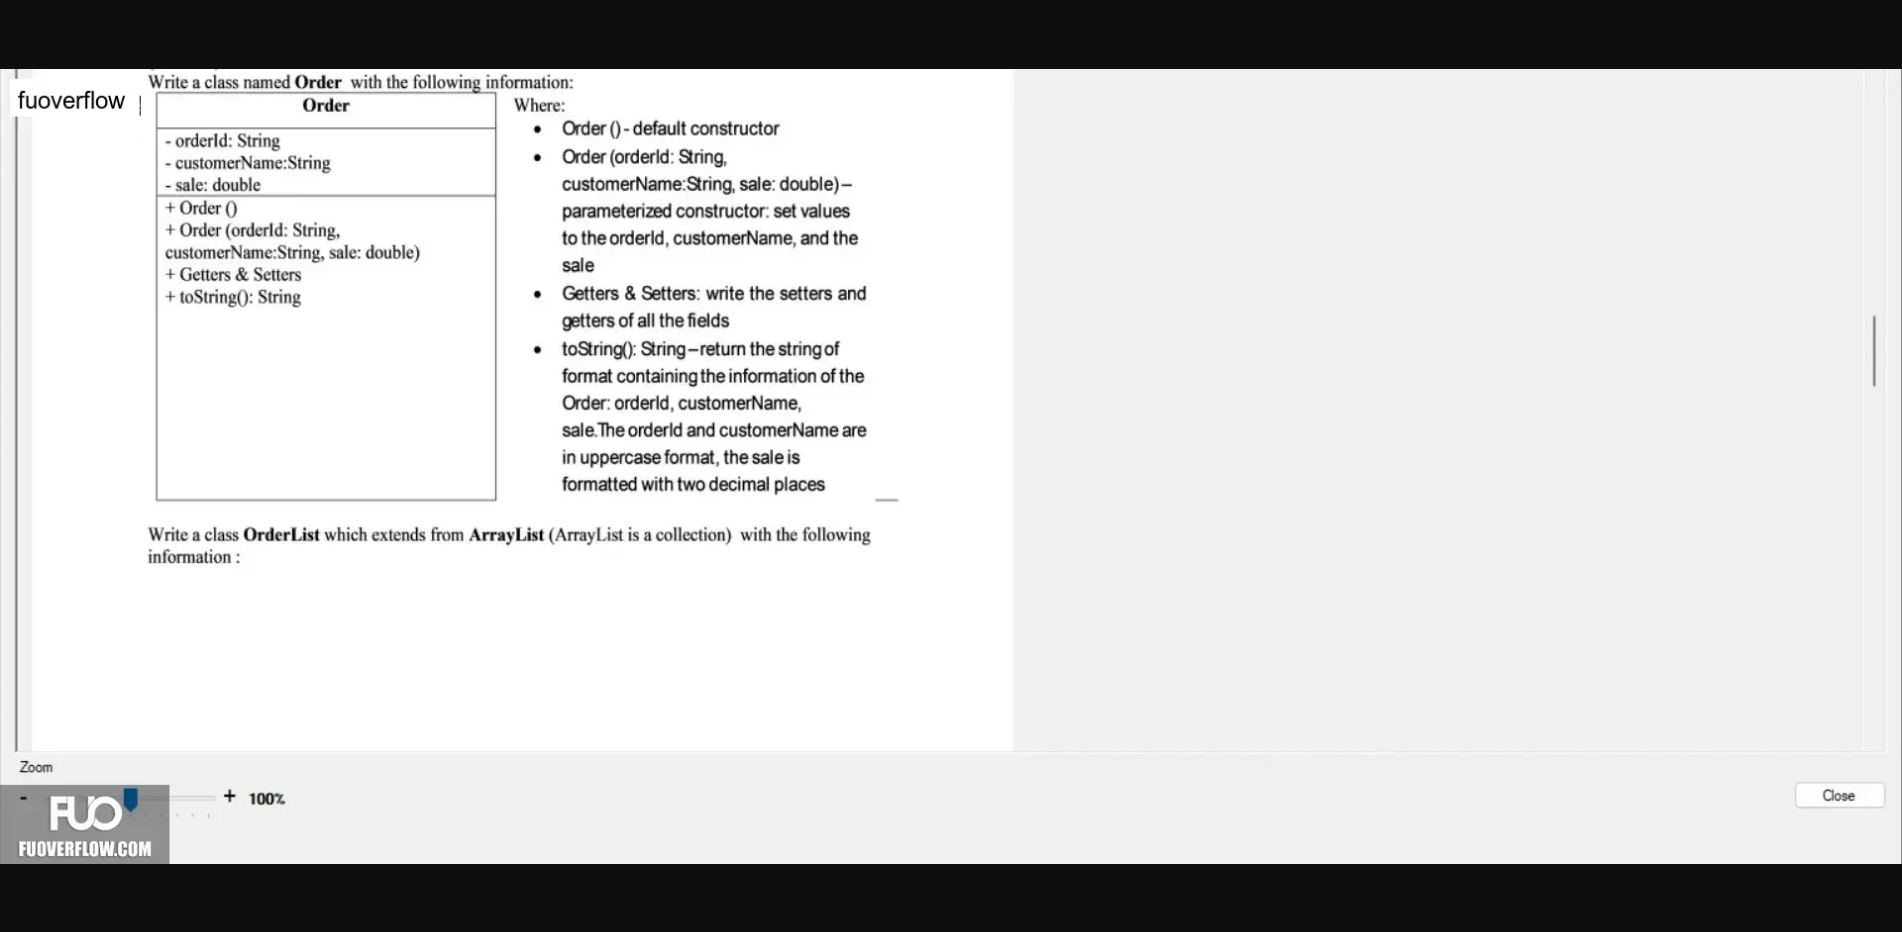 Write a class named Order with the following information:
fuoverflow
Order
- orderId: String
- customerName:String
- sale: double
+ Order ()
+ Order (orderId: String,
customerName:String, sale: double)
+ Getters & Setters
+ toString(): String
Where:
• Order () - default constructor
• Order (orderId: String,
customerName:String, sale: double) –
parameterized constructor: set values
to the orderId, customerName, and the
sale
• Getters & Setters: write the setters and
getters of all the fields
• toString(): String – return the string of
format containing the information of the
Order: orderId, customerName,
sale.The orderId and customerName are
in uppercase format, the sale is
formatted with two decimal places
Write a class OrderList which extends from ArrayList (ArrayList is a collection) with the following
information :
Zoom
- + 100%
Close
FUO
FUOVERFLOW.COM